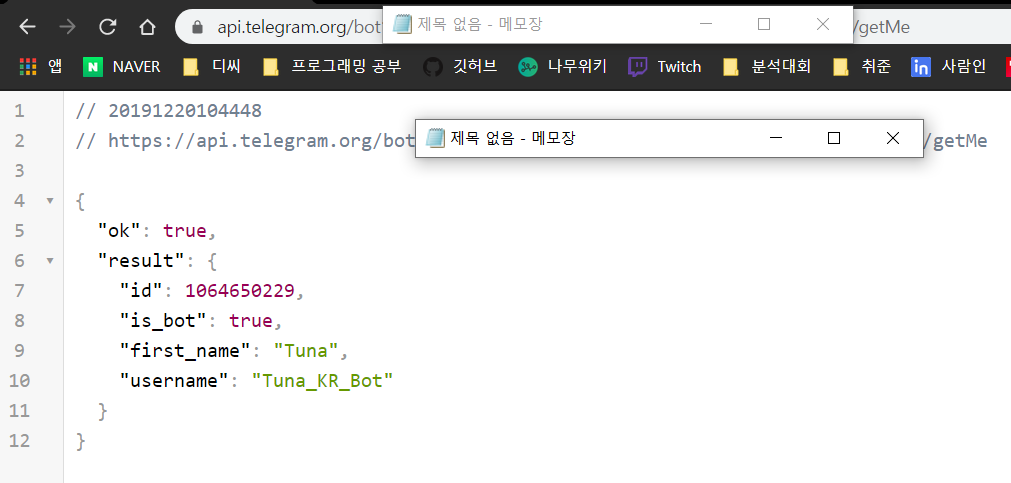 api.telegram.org/bot 제목 없음 - 메모장 /getMe
앱 NAVER 디씨 프로그래밍 공부 깃허브 나무위키 Twitch 분석대회 취준 사람인
1 // 20191220104448
2 // https://api.telegram.org/bot 제목 없음 - 메모장 /getMe
3
4 {
5 "ok": true,
6 "result": {
7 "id": 1064650229,
8 "is_bot": true,
9 "first_name": "Tuna",
10 "username": "Tuna_KR_Bot"
11 }
12 }